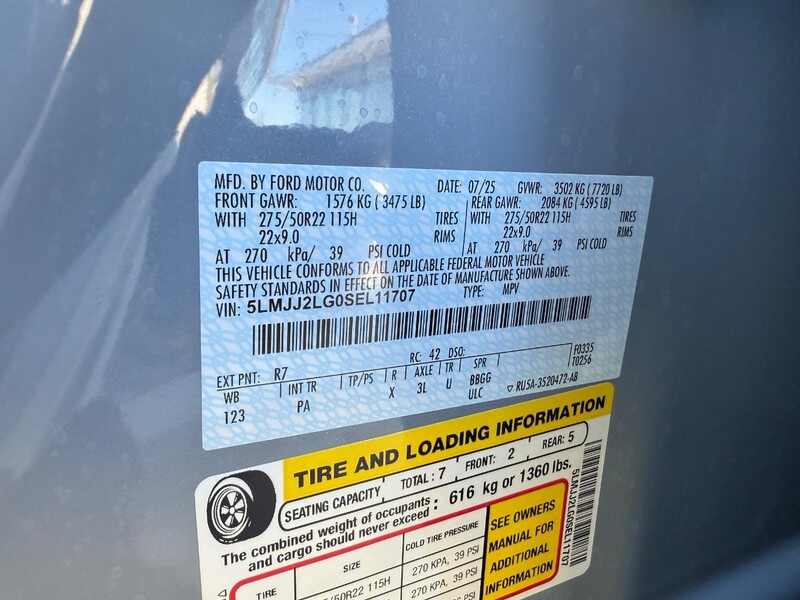 MFD. BY FORD MOTOR CO. DATE: 07/25 GVWR: 3502 KG ( 7720 LB)
FRONT GAWR: 1576 KG ( 3475 LB) REAR GAWR: 2084 KG ( 4595 LB)
WITH 275/50R22 115H TIRES WITH 275/50R22 115H TIRES
22x9.0 RIMS 22x9.0 RIMS
AT 270 kPa/ 39 PSI COLD AT 270 kPa/ 39 PSI COLD
THIS VEHICLE CONFORMS TO ALL APPLICABLE FEDERAL MOTOR VEHICLE
SAFETY STANDARDS IN EFFECT ON THE DATE OF MANUFACTURE SHOWN ABOVE.
VIN: 5LMJJ2LG0SEL11707 TYPE: MPV
F0335
EXT PNT: R7 RC: 42 DSO: T0256
WB INT TR TP/PS R AXLE TR SPR
123 PA X 3L U BBGG
ULC ▽ RU5A-3520472-AB
TIRE AND LOADING INFORMATION
SEATING CAPACITY TOTAL : 7 FRONT: 2 REAR: 5
The combined weight of occupants
and cargo should never exceed : 616 kg or 1360 lbs.
TIRE SIZE COLD TIRE PRESSURE
/50R22 115H 270 KPA, 39 PSI
270 KPA, 39 PSI
SEE OWNERS
MANUAL FOR
ADDITIONAL
INFORMATION
5LMJJ2LG0SEL11707